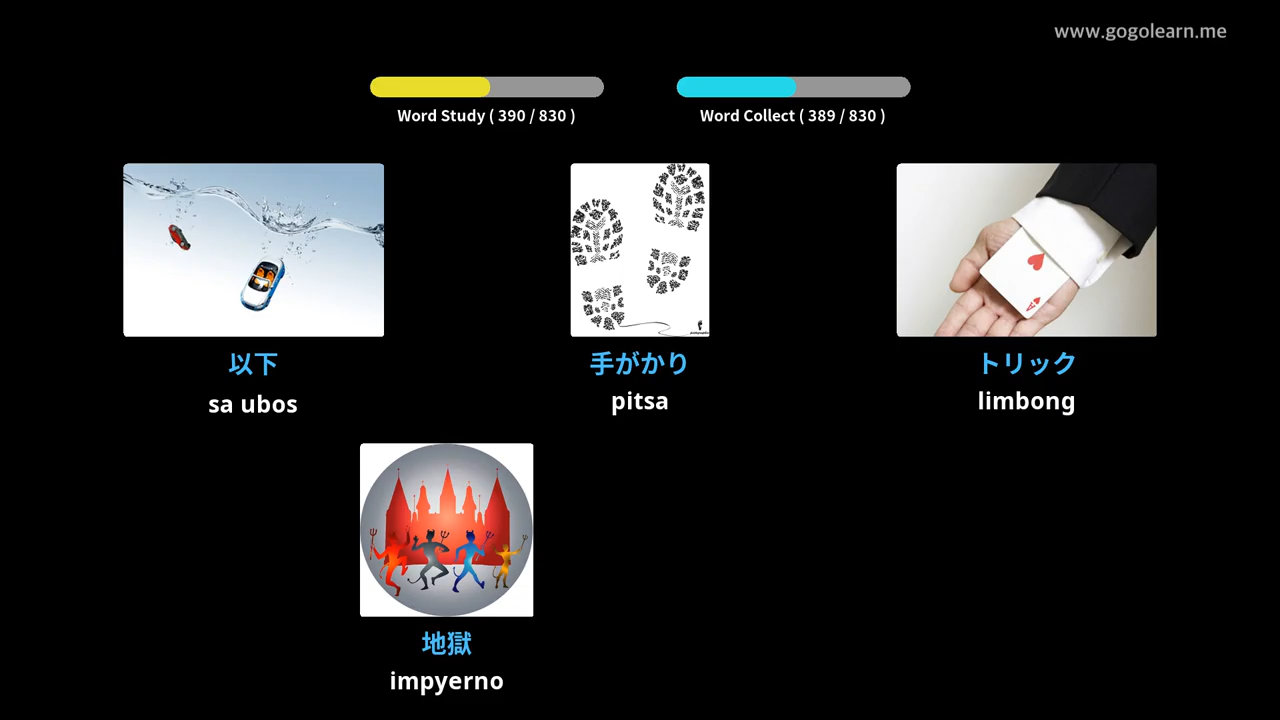 www.gogolearn.me
Word Study ( 390 / 830 )
Word Collect ( 389 / 830 )
以下
sa ubos
手がかり
pitsa
トリック
limbong
地獄
impyerno